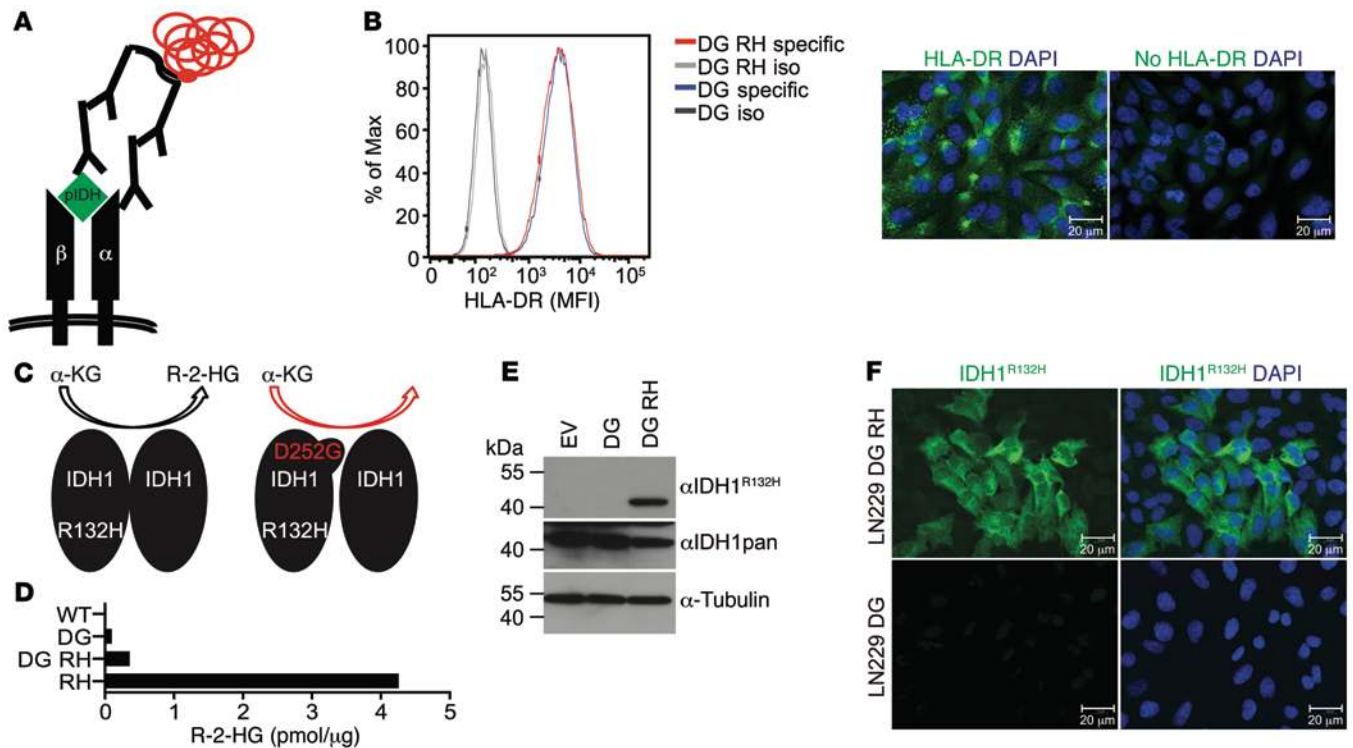 A
pIDH
β
α
B
% of Max
100
80
60
40
20
0
0 10² 10³ 10⁴ 10⁵
HLA-DR (MFI)
DG RH specific
DG RH iso
DG specific
DG iso
HLA-DR DAPI
20 µm
No HLA-DR DAPI
20 µm
C
α-KG R-2-HG
IDH1 IDH1
R132H
α-KG
D252G
IDH1 IDH1
R132H
D
WT
DG
DG RH
RH
0 1 2 3 4 5
R-2-HG (pmol/µg)
E
EV DG DG RH
kDa
55
40
αIDH1ᴿ¹³²ᴴ
40
αIDH1pan
55
40
α-Tubulin
F
IDH1ᴿ¹³²ᴴ
IDH1ᴿ¹³²ᴴ DAPI
LN229 DG RH
20 µm
20 µm
LN229 DG
20 µm
20 µm